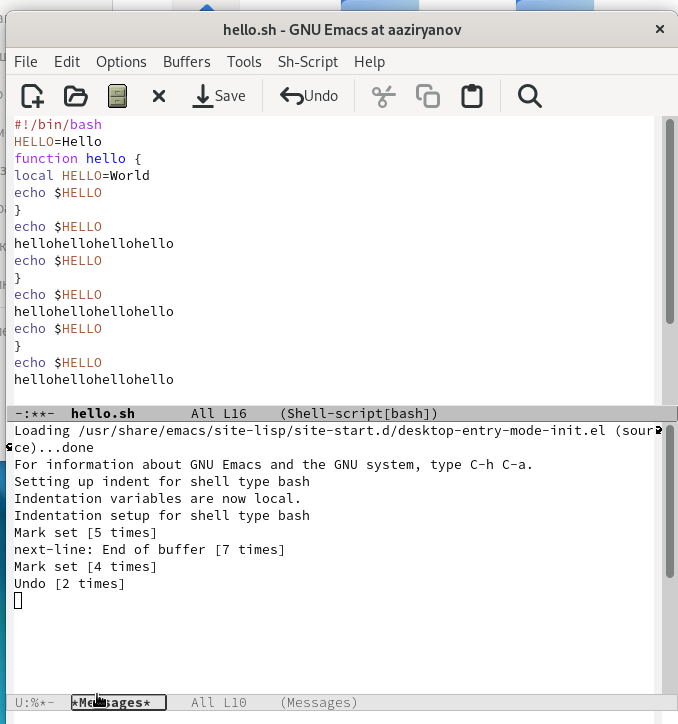 hello.sh - GNU Emacs at aaziryanov
File Edit Options Buffers Tools Sh-Script Help
Save Undo
#!/bin/bash
HELLO=Hello
function hello {
local HELLO=World
echo $HELLO
}
echo $HELLO
hellohellohellohello
echo $HELLO
}
echo $HELLO
hellohellohellohello
echo $HELLO
}
echo $HELLO
hellohellohellohello
-:**- hello.sh All L16 (Shell-script[bash])
Loading /usr/share/emacs/site-lisp/site-start.d/desktop-entry-mode-init.el (sour
ce)...done
For information about GNU Emacs and the GNU system, type C-h C-a.
Setting up indent for shell type bash
Indentation variables are now local.
Indentation setup for shell type bash
Mark set [5 times]
next-line: End of buffer [7 times]
Mark set [4 times]
Undo [2 times]
U:%*- *Messages* All L10 (Messages)